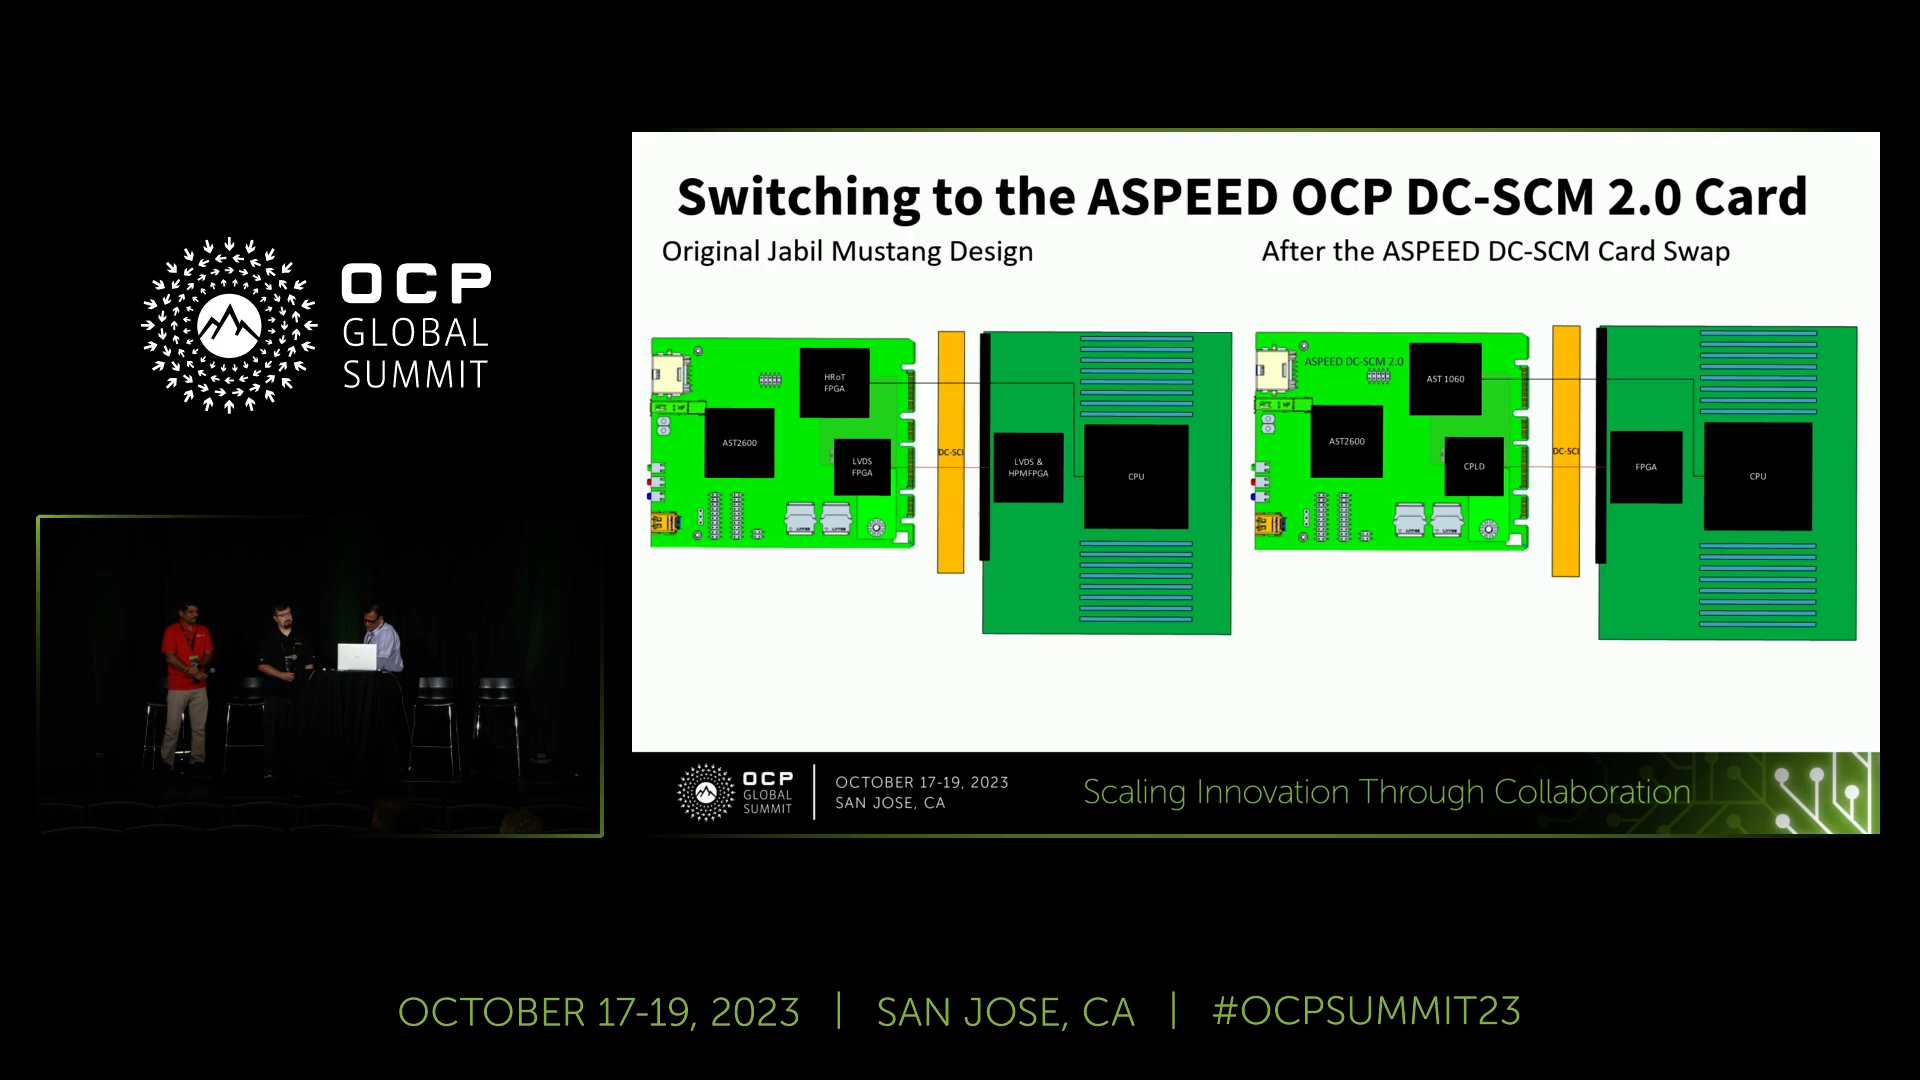 OCP
GLOBAL
SUMMIT
Switching to the ASPEED OCP DC-SCM 2.0 Card
Original Jabil Mustang Design
After the ASPEED DC-SCM Card Swap
HRoT
FPGA
AST2600
LVDS
FPGA
DC-SCI
LVDS &
HPMFPGA
CPU
ASPEED DC-SCM 2.0
AST 1060
AST2600
CPLD
DC-SCI
FPGA
CPU
OCP
GLOBAL
SUMMIT
OCTOBER 17-19, 2023
SAN JOSE, CA
Scaling Innovation Through Collaboration
OCTOBER 17-19, 2023 | SAN JOSE, CA | #OCPSUMMIT23